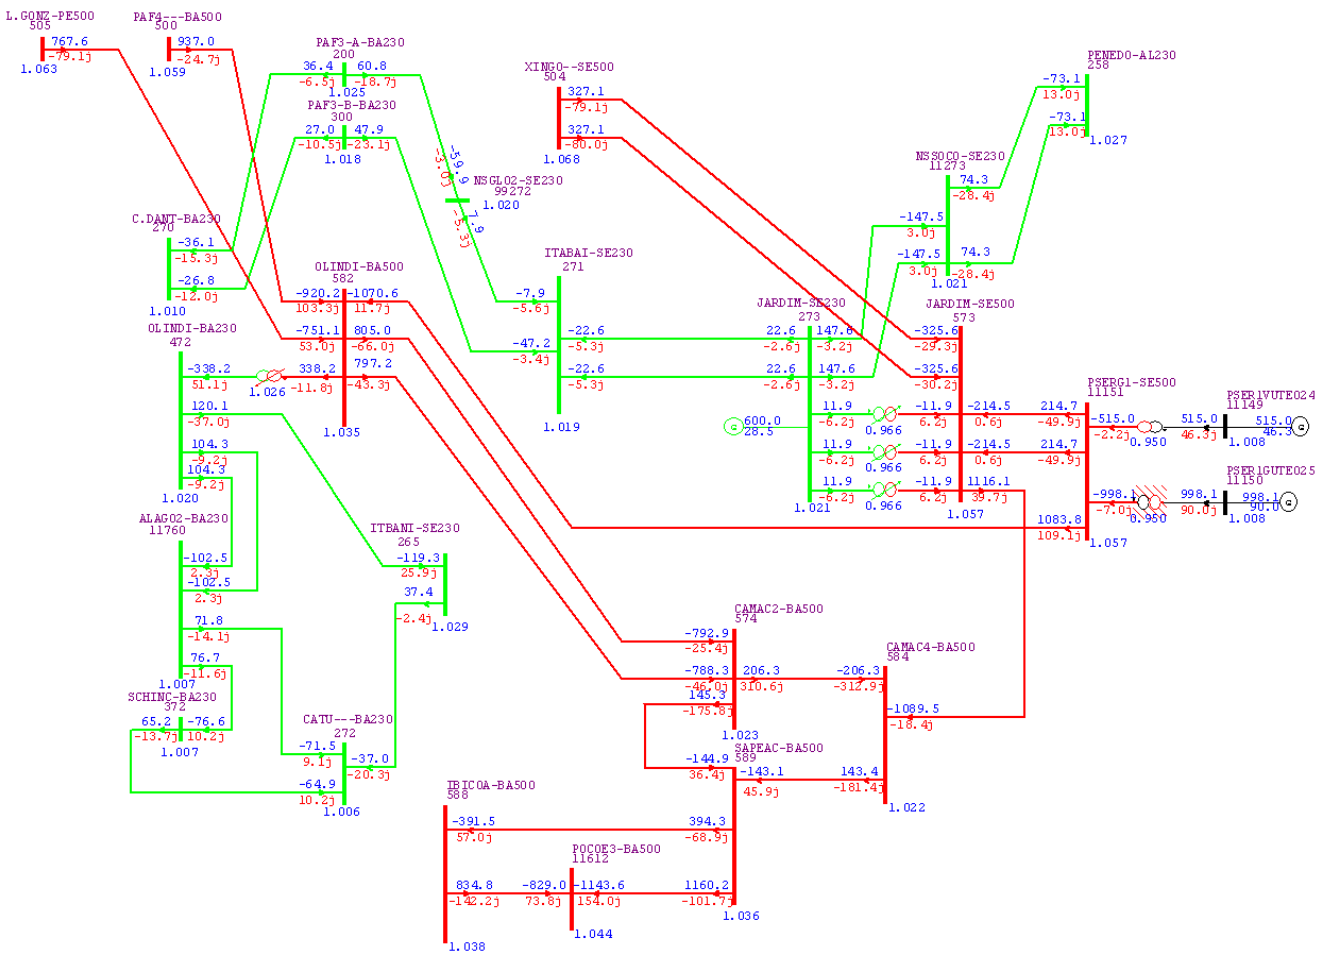 L.GONZ-PE500
505
767.6
-79.1j
1.063
PAF4---BA500
500
937.0
-24.7j
1.059
PAF3-A-BA230
200
36.4 60.8
-6.5j -18.7j
1.025
PAF3-B-BA230
300
27.0 47.9
-10.5j -23.1j
1.018
-59.9
-3.0j
NSGLO2-SE230
99272
1.020
7.9
-5.3j
XINGO--SE500
504
327.1
-79.1j
327.1
-80.0j
1.068
PENEDO-AL230
258
-73.1
13.0j
-73.1
13.0j
1.027
NSSOCO-SE230
11273
74.3
-28.4j
-147.5
3.0j
-147.5 74.3
3.0j -28.4j
1.021
C.DANT-BA230
270
-36.1
-15.3j
-26.8
-12.0j
1.010
OLINDI-BA500
582
-920.2 -1070.6
103.3j 11.7j
-751.1 805.0
53.0j -66.0j
338.2 797.2
-11.8j -43.3j
1.026
1.035
ITABAI-SE230
271
-7.9
-5.6j
-22.6
-5.3j
-47.2
-3.4j
-22.6
-5.3j
1.019
JARDIM-SE230
273
22.6 147.6
-2.6j -3.2j
22.6 147.6
-2.6j -3.2j
11.9
-6.2j
0.966
11.9
-6.2j
0.966
11.9
-6.2j
0.966
600.0
28.5
1.021
JARDIM-SE500
573
-325.6
-29.3j
-325.6
-30.2j
-11.9 -214.5
6.2j 0.6j
-11.9 -214.5
6.2j 0.6j
-11.9 1116.1
6.2j 39.7j
1.057
PSERG1-SE500
11151
214.7 -515.0
-49.9j -2.2j
0.950
214.7
-49.9j
-998.1
-7.0j
0.950
1083.8
109.1j
1.057
PSER1VUTE024
11149
515.0 515.0
46.3j 46.3
1.008
PSER1GUTE025
11150
998.1 998.1
90.0j 90.0
1.008
OLINDI-BA230
472
-338.2
51.1j
120.1
-37.0j
104.3
-9.2j
104.3
-9.2j
1.020
ALAGO2-BA230
11760
-102.5
2.3j
-102.5
2.3j
71.8
-14.1j
76.7
-11.6j
1.007
SCHINC-BA230
372
65.2 -76.6
-13.7j 10.2j
1.007
ITBANI-SE230
265
-119.3
25.9j
37.4
-2.4j
1.029
CATU---BA230
272
-71.5
9.1j
-37.0
-20.3j
-64.9
10.2j
1.006
CAMAC2-BA500
574
-792.9
-25.4j
-788.3 206.3
-46.0j 310.6j
145.3
-175.8j
1.023
CAMAC4-BA500
584
-206.3
-312.9j
-1089.5
-18.4j
143.4
-181.4j
1.022
SAPEAC-BA500
589
-144.9
36.4j
-143.1
45.9j
394.3
-68.9j
1160.2
-101.7j
1.036
IBICOA-BA500
588
-391.5
57.0j
834.8
-142.2j
1.038
POCOE3-BA500
11612
-829.0 -1143.6
73.8j 154.0j
1.044